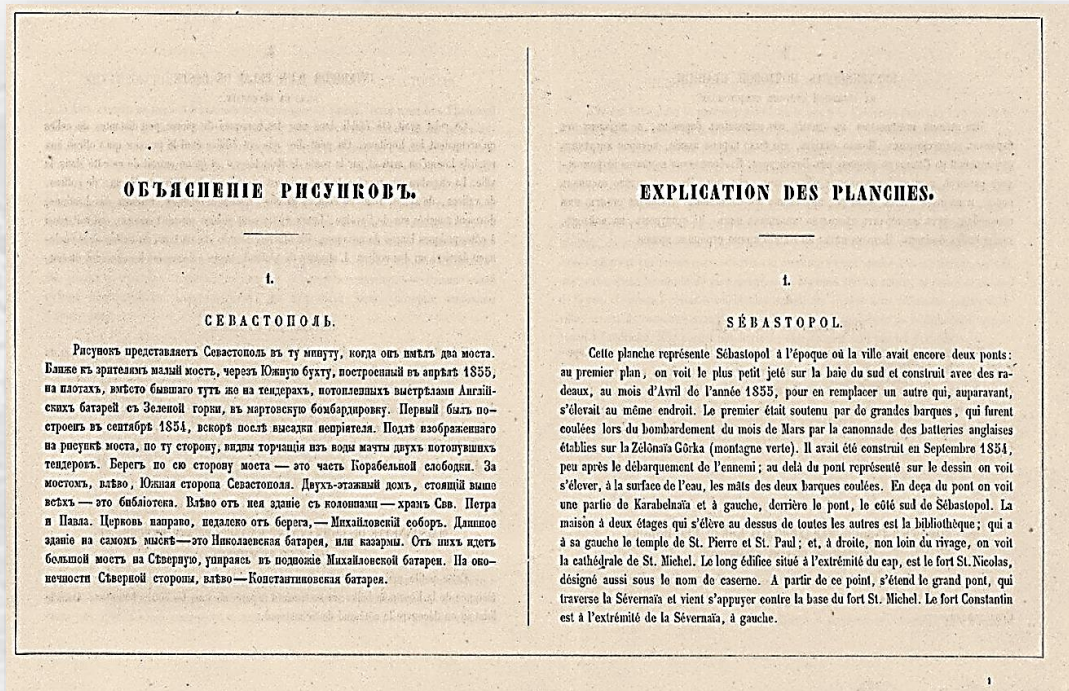 ОБЪЯСНЕНІЕ РИСУНКОВЪ.
1.
СЕВАСТОПОЛЬ.
Рисунокъ представляетъ Севастополь въ ту минуту, когда онъ имѣлъ два моста.
Ближе къ зрителямъ малый мостъ, черезъ Южную бухту, построенный въ апрѣлѣ 1855,
на плотахъ, вмѣсто бывшаго тутъ же на тендерахъ, потопленныхъ выстрѣлами Англій-
скихъ батарей съ Зеленой горки, въ мартовскую бомбардировку. Первый былъ по-
строенъ въ сентябрѣ 1854, вскорѣ послѣ высадки непріятеля. Подлѣ изображеннаго
на рисункѣ моста, по ту сторону, видны торчащія изъ воды мачты двухъ потонувшихъ
тендеровъ. Берегъ по сю сторону моста — это часть Корабельной слободки. За
мостомъ, влѣво, Южная сторона Севастополя. Двухъ-этажный домъ, стоящій выше
всѣхъ — это библіотека. Влѣво отъ нея зданіе съ колоннами — храмъ Свв. Петра
и Павла. Церковь направо, недалеко отъ берега, — Михайловскій соборъ. Длинное
зданіе на самомъ мыскѣ — это Николаевская батарея, или казармы. Отъ нихъ идетъ
большой мостъ на Сѣверную, упираясь въ подножіе Михайловской батареи. На око-
нечности Сѣверной стороны, влѣво — Константиновская батарея.
EXPLICATION DES PLANCHES.
1.
SÉBASTOPOL.
Cette planche représente Sébastopol à l'époque où la ville avait encore deux ponts:
au premier plan, on voit le plus petit jeté sur la baie du sud et construit avec des ra-
deaux, au mois d'Avril de l'année 1855, pour en remplacer un autre qui, auparavant,
s'élevait au même endroit. Le premier était soutenu par de grandes barques, qui furent
coulées lors du bombardement du mois de Mars par la canonnade des batteries anglaises
établies sur la Zélônaïa Gôrka (montagne verte). Il avait été construit en Septembre 1854,
peu après le débarquement de l'ennemi; au delà du pont représenté sur le dessin on voit
s'élever, à la surface de l'eau, les mâts des deux barques coulées. En deça du pont on voit
une partie de Karabelnaïa et à gauche, derrière le pont, le côté sud de Sébastopol. La
maison à deux étages qui s'élève au dessus de toutes les autres est la bibliothèque; qui a
à sa gauche le temple de St. Pierre et St. Paul; et, à droite, non loin du rivage, on voit
la cathédrale de St. Michel. Le long édifice situé à l'extrémité du cap, est le fort St. Nicolas,
désigné aussi sous le nom de caserne. A partir de ce point, s'étend le grand pont, qui
traverse la Sévernaïa et vient s'appuyer contre la base du fort St. Michel. Le fort Constantin
est à l'extrémité de la Sévernaïa, à gauche.
1